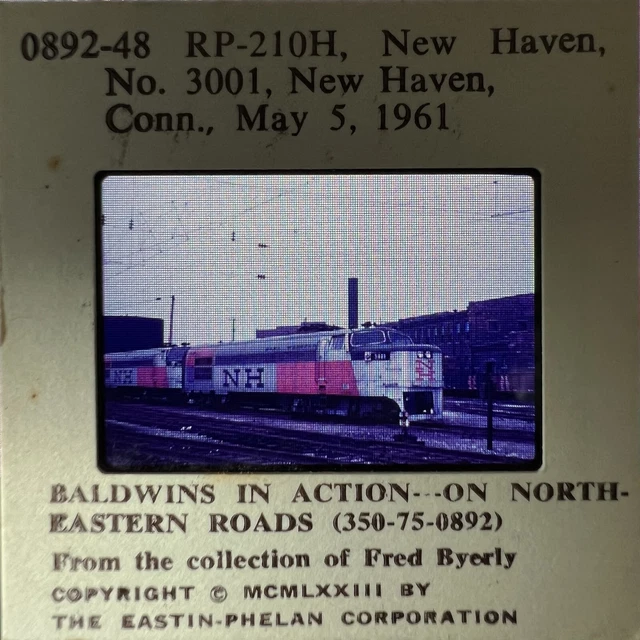 0892-48 RP-210H, New Haven,
No. 3001, New Haven,
Conn., May 5, 1961
NH
NH
BALDWINS IN ACTION---ON NORTH-
EASTERN ROADS (350-75-0892)
From the collection of Fred Byerly
COPYRIGHT © MCMLXXIII BY
THE EASTIN-PHELAN CORPORATION